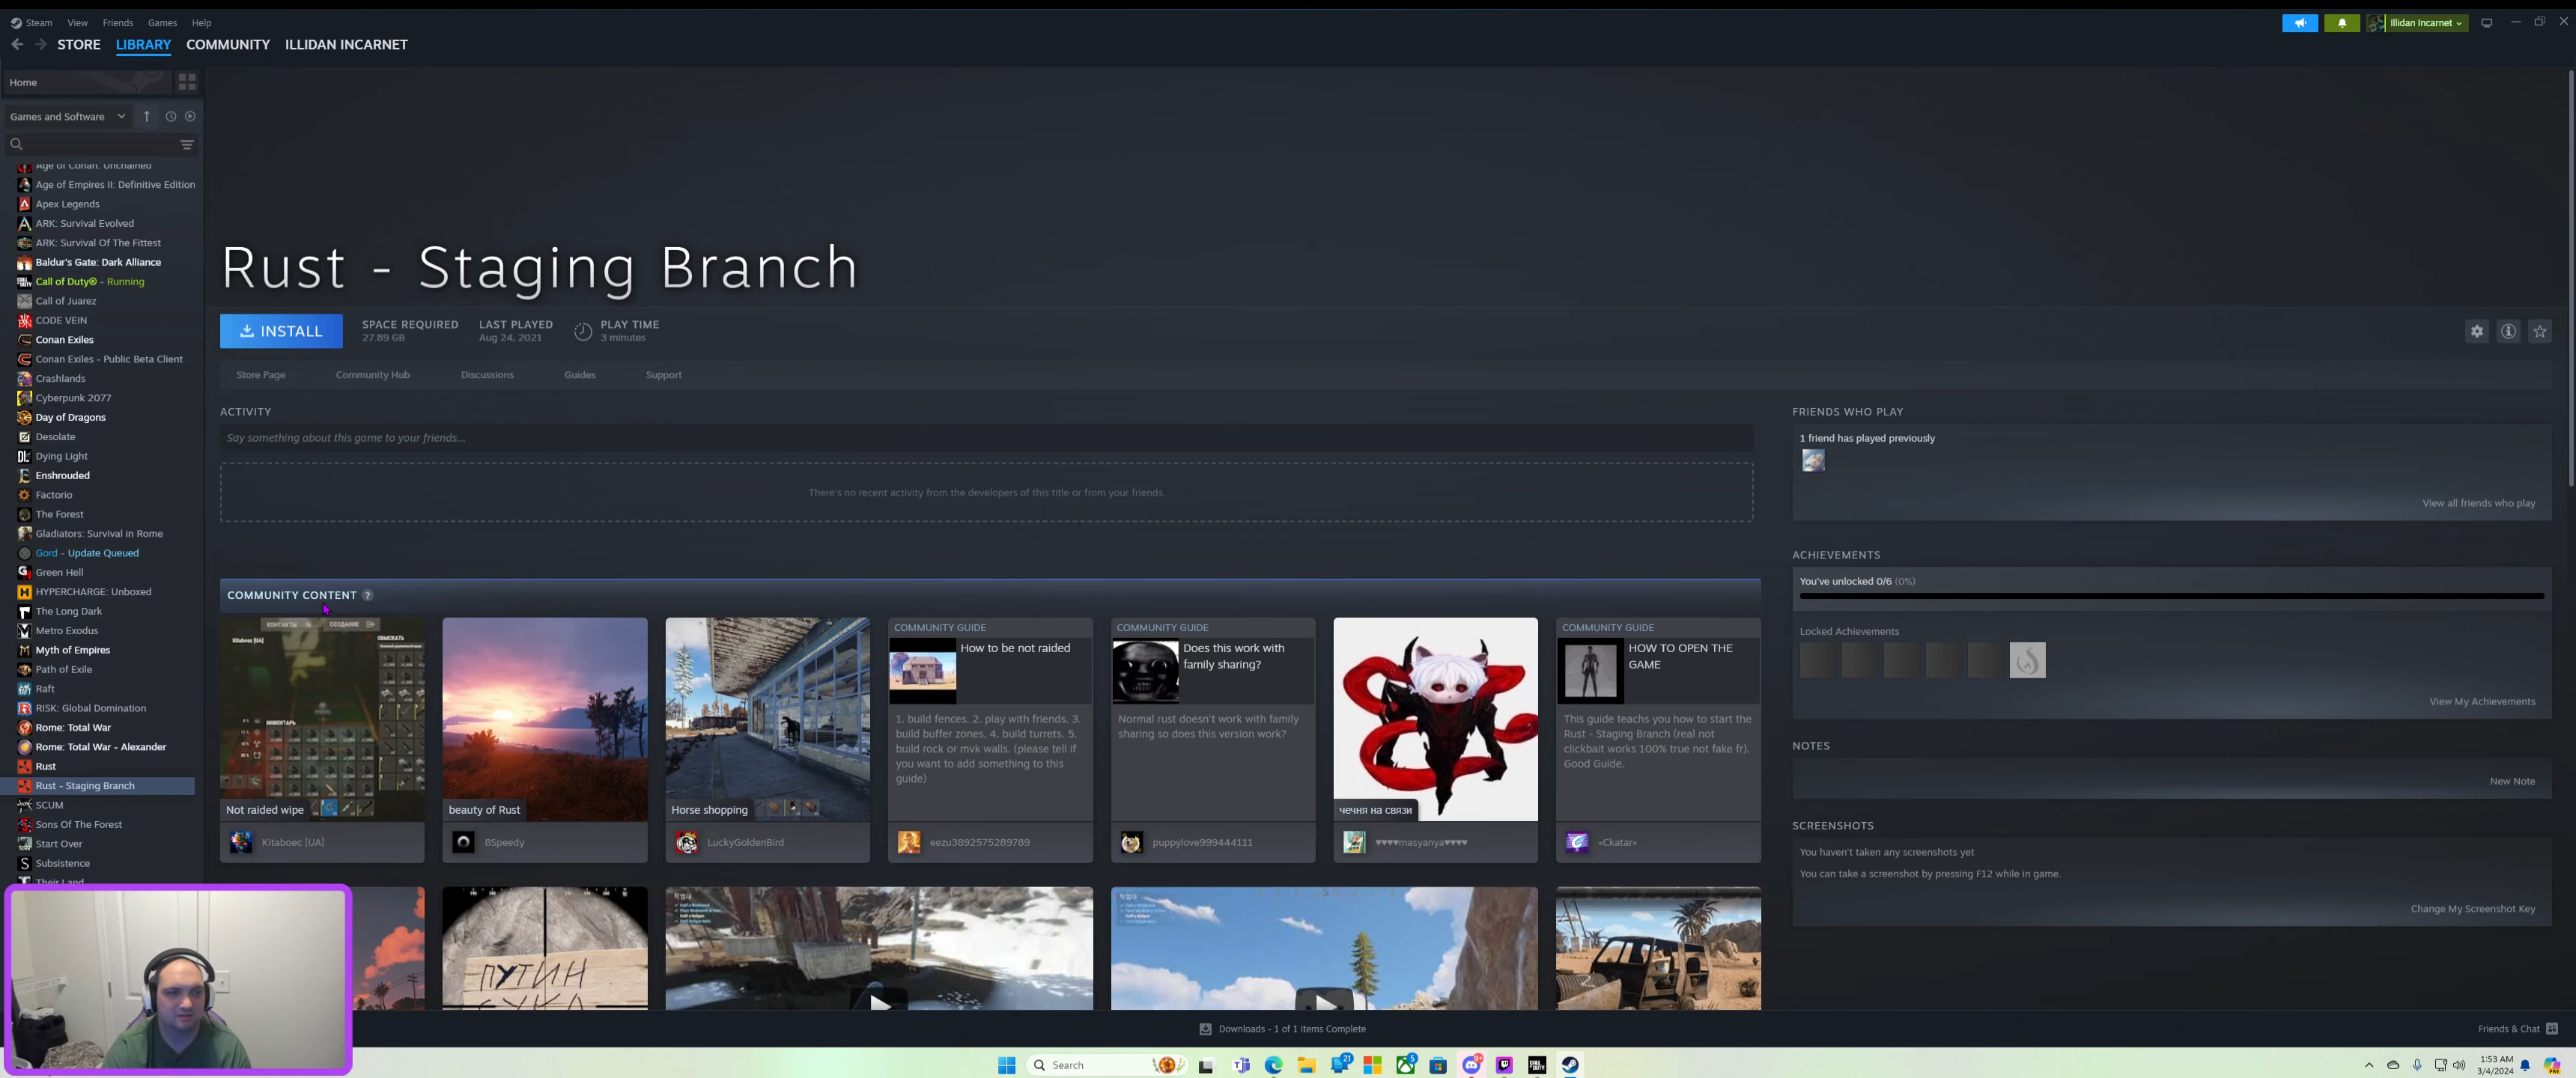 Steam View Friends Games Help
Illidan Incarnet
STORE LIBRARY COMMUNITY ILLIDAN INCARNET
Home
Games and Software
Age of Conan: Unchained
Age of Empires II: Definitive Edition
Apex Legends
ARK: Survival Evolved
ARK: Survival Of The Fittest
Baldur's Gate: Dark Alliance
Call of Duty® - Running
Call of Juarez
CODE VEIN
Conan Exiles
Conan Exiles - Public Beta Client
Crashlands
Cyberpunk 2077
Day of Dragons
Desolate
Dying Light
Enshrouded
Factorio
The Forest
Gladiators: Survival in Rome
Gord - Update Queued
Green Hell
HYPERCHARGE: Unboxed
The Long Dark
Metro Exodus
Myth of Empires
Path of Exile
Raft
RISK: Global Domination
Rome: Total War
Rome: Total War - Alexander
Rust
Rust - Staging Branch
SCUM
Sons Of The Forest
Start Over
Subsistence
Their Land
Rust - Staging Branch
INSTALL
SPACE REQUIRED
27.89 GB
LAST PLAYED
Aug 24, 2021
PLAY TIME
3 minutes
Store Page Community Hub Discussions Guides Support
ACTIVITY
Say something about this game to your friends...
There's no recent activity from the developers of this title or from your friends.
COMMUNITY CONTENT ?
КОНТАКТЫ СОЗДАНИЕ
Kitaboec [UA]
ОБЫСКАТЬ
ИНВЕНТАРЬ
Not raided wipe
Kitaboec [UA]
beauty of Rust
8Speedy
Horse shopping
LuckyGoldenBird
COMMUNITY GUIDE
How to be not raided
1. build fences. 2. play with friends. 3.
build buffer zones. 4. build turrets. 5.
build rock or mvk walls. (please tell if
you want to add something to this
guide)
eezu3892575289789
COMMUNITY GUIDE
Does this work with
family sharing?
Normal rust doesn't work with family
sharing so does this version work?
puppylove999444111
чечня на связи
♥♥♥♥masyanya♥♥♥♥
COMMUNITY GUIDE
HOW TO OPEN THE
GAME
This guide teachs you how to start the
Rust - Staging Branch (real not
clickbait works 100% true not fake fr).
Good Guide.
«Ckatar»
ПУТИН
СУКА
FRIENDS WHO PLAY
1 friend has played previously
View all friends who play
ACHIEVEMENTS
You've unlocked 0/6 (0%)
Locked Achievements
View My Achievements
NOTES
New Note
SCREENSHOTS
You haven't taken any screenshots yet
You can take a screenshot by pressing F12 while in game.
Change My Screenshot Key
Downloads - 1 of 1 Items Complete
Friends & Chat
Search
21
5
9+
1:53 AM
3/4/2024